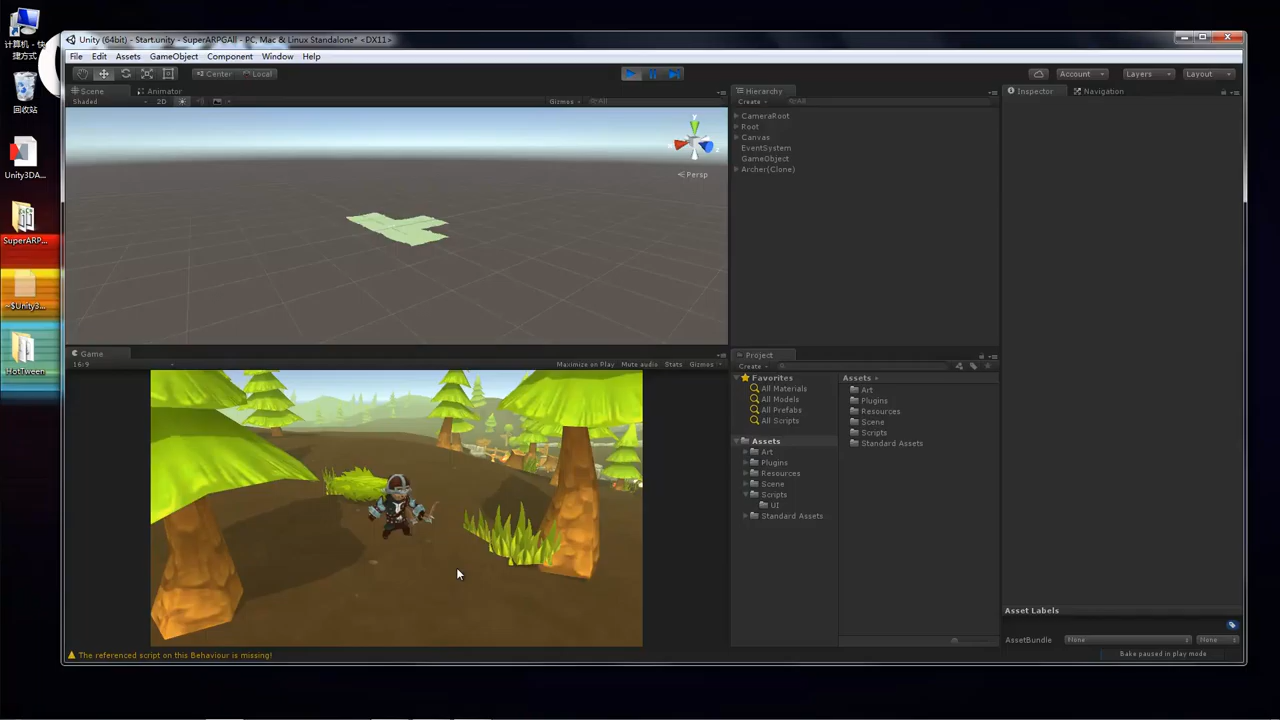 计算机 - 快
捷方式
回收站
Unity3DA...
SuperARP...
~$Unity3...
HotTween
Unity (64bit) - Start.unity - SuperARPGAll - PC, Mac & Linux Standalone* <DX11>
File Edit Assets GameObject Component Window Help
Center Local Account Layers Layout
Scene Animator
Shaded 2D Gizmos All
y
z
Persp
Hierarchy
Create All
CameraRoot
Root
Canvas
EventSystem
GameObject
Archer(Clone)
Inspector Navigation
Game
16:9 Maximize on Play Mute audio Stats Gizmos
Project
Create
Favorites
All Materials
All Models
All Prefabs
All Scripts
Assets
Art
Plugins
Resources
Scene
Scripts
UI
Standard Assets
Assets
Art
Plugins
Resources
Scene
Scripts
Standard Assets
Asset Labels
AssetBundle None None
Bake paused in play mode
The referenced script on this Behaviour is missing!